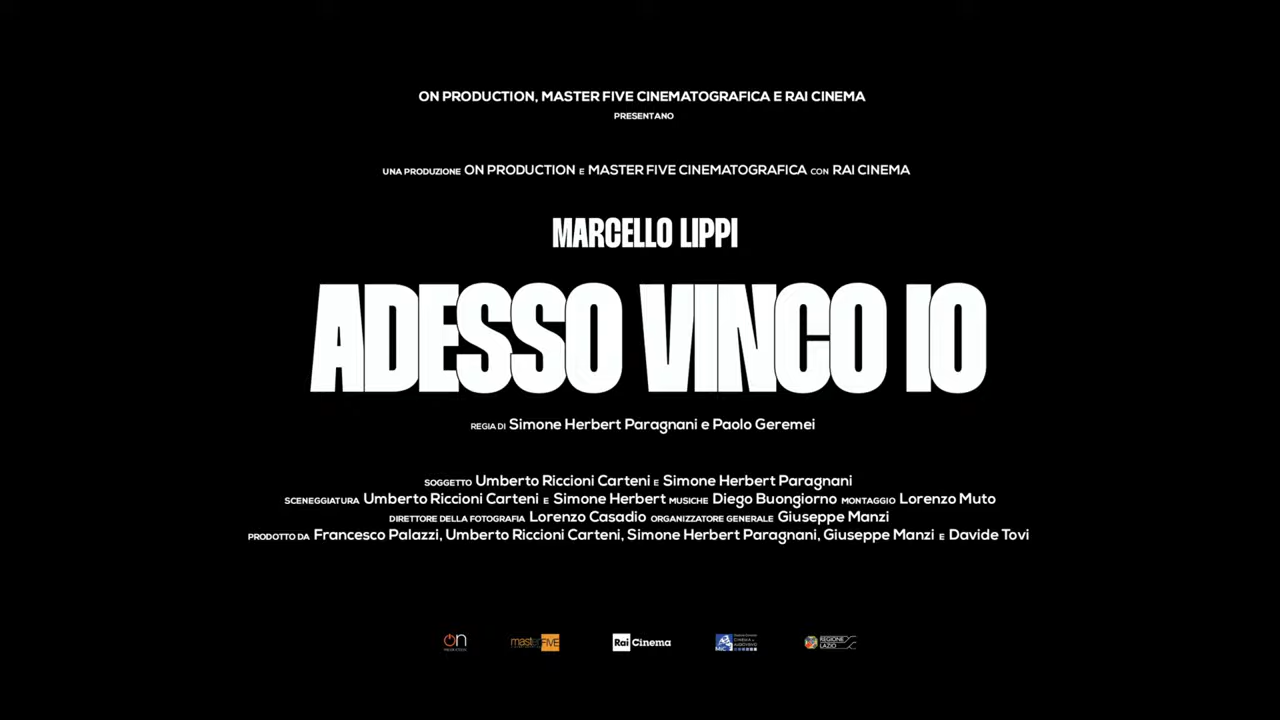 ON PRODUCTION, MASTER FIVE CINEMATOGRAFICA E RAI CINEMA
PRESENTANO
UNA PRODUZIONE ON PRODUCTION E MASTER FIVE CINEMATOGRAFICA CON RAI CINEMA
MARCELLO LIPPI
ADESSO VINCO IO
REGIA DI Simone Herbert Paragnani e Paolo Geremei
SOGGETTO Umberto Riccioni Carteni E Simone Herbert Paragnani
SCENEGGIATURA Umberto Riccioni Carteni E Simone Herbert MUSICHE Diego Buongiorno MONTAGGIO Lorenzo Muto
DIRETTORE DELLA FOTOGRAFIA Lorenzo Casadio ORGANIZZATORE GENERALE Giuseppe Manzi
PRODOTTO DA Francesco Palazzi, Umberto Riccioni Carteni, Simone Herbert Paragnani, Giuseppe Manzi E Davide Tovi
on
masterFIVE
Rai Cinema
MiC
REGIONE LAZIO